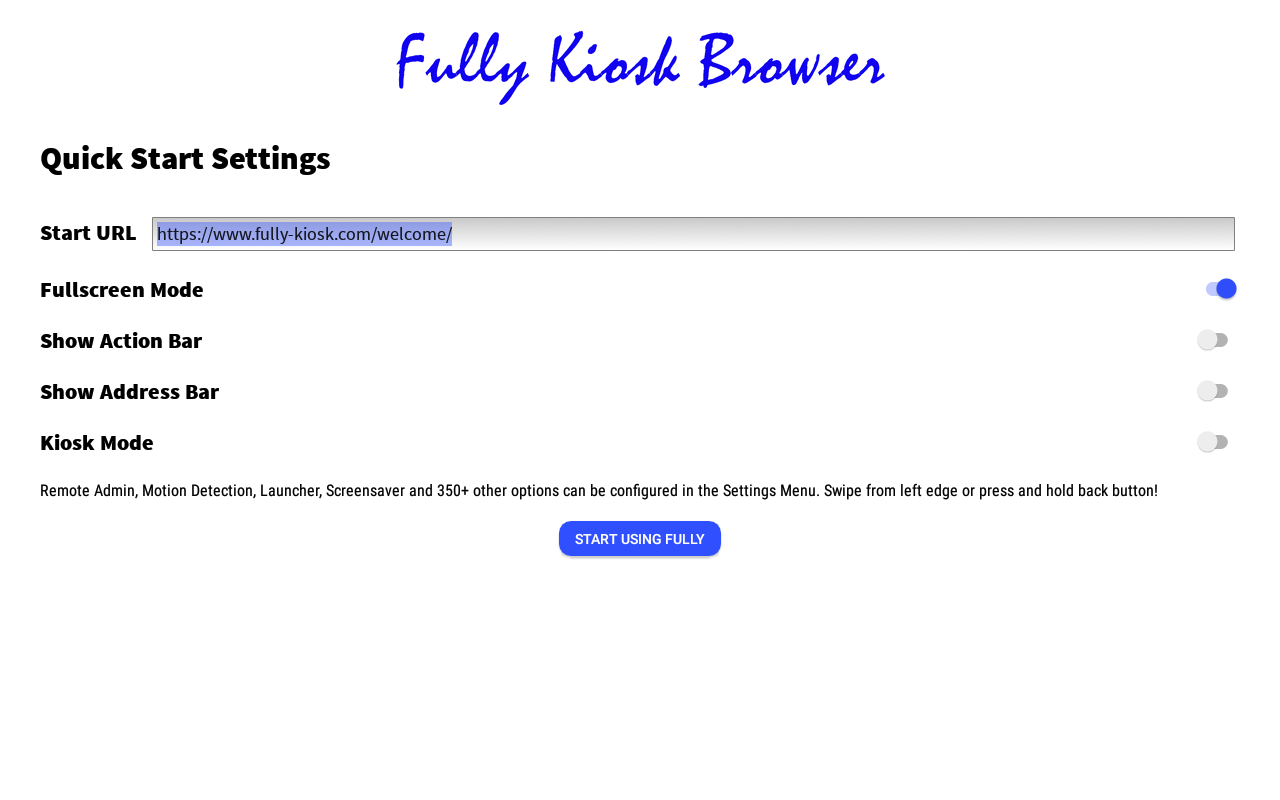 Fully Kiosk Browser
Quick Start Settings
Start URL https://www.fully-kiosk.com/welcome/
Fullscreen Mode
Show Action Bar
Show Address Bar
Kiosk Mode
Remote Admin, Motion Detection, Launcher, Screensaver and 350+ other options can be configured in the Settings Menu. Swipe from left edge or press and hold back button!
START USING FULLY